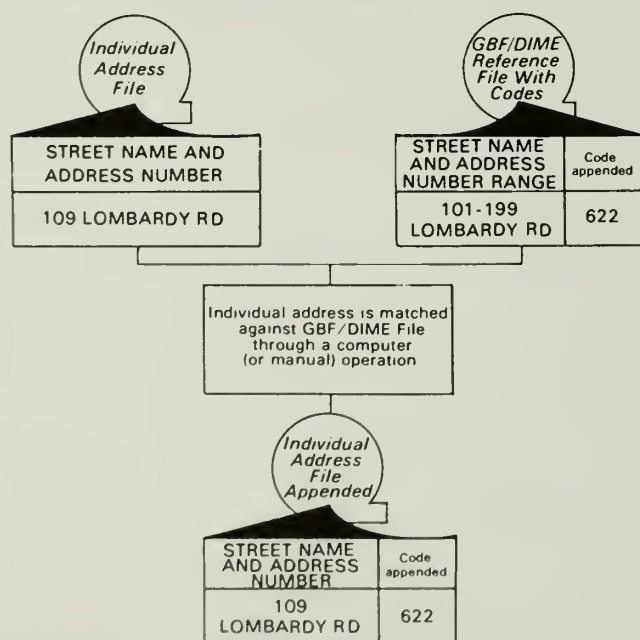 Individual
Address
File
GBF/DIME
Reference
File With
Codes
STREET NAME AND
ADDRESS NUMBER
109 LOMBARDY RD
STREET NAME
AND ADDRESS
NUMBER RANGE
Code
appended
101-199
LOMBARDY RD
622
Individual address is matched
against GBF/DIME File
through a computer
(or manual) operation
Individual
Address
File
Appended
STREET NAME
AND ADDRESS
NUMBER
Code
appended
109
LOMBARDY RD
622